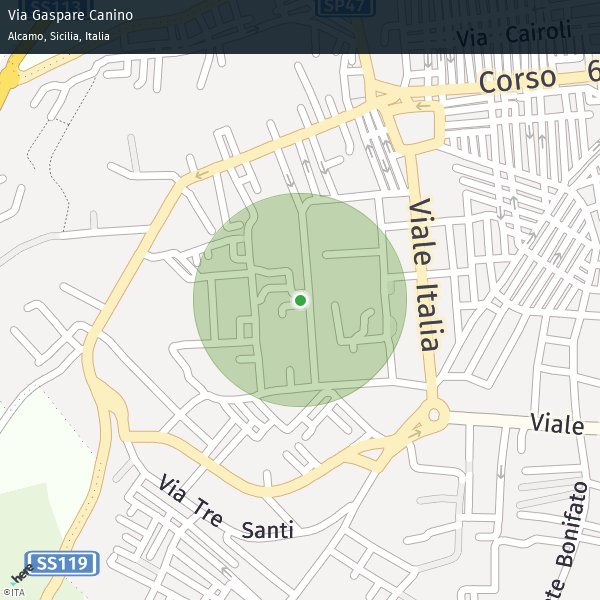 Via Gaspare Canino
Alcamo, Sicilia, Italia
SS113
SP47
Via Cairoli
Corso 6
Viale Italia
Viale
Via Tre Santi
SS119
here
©ITA
te Bonifato